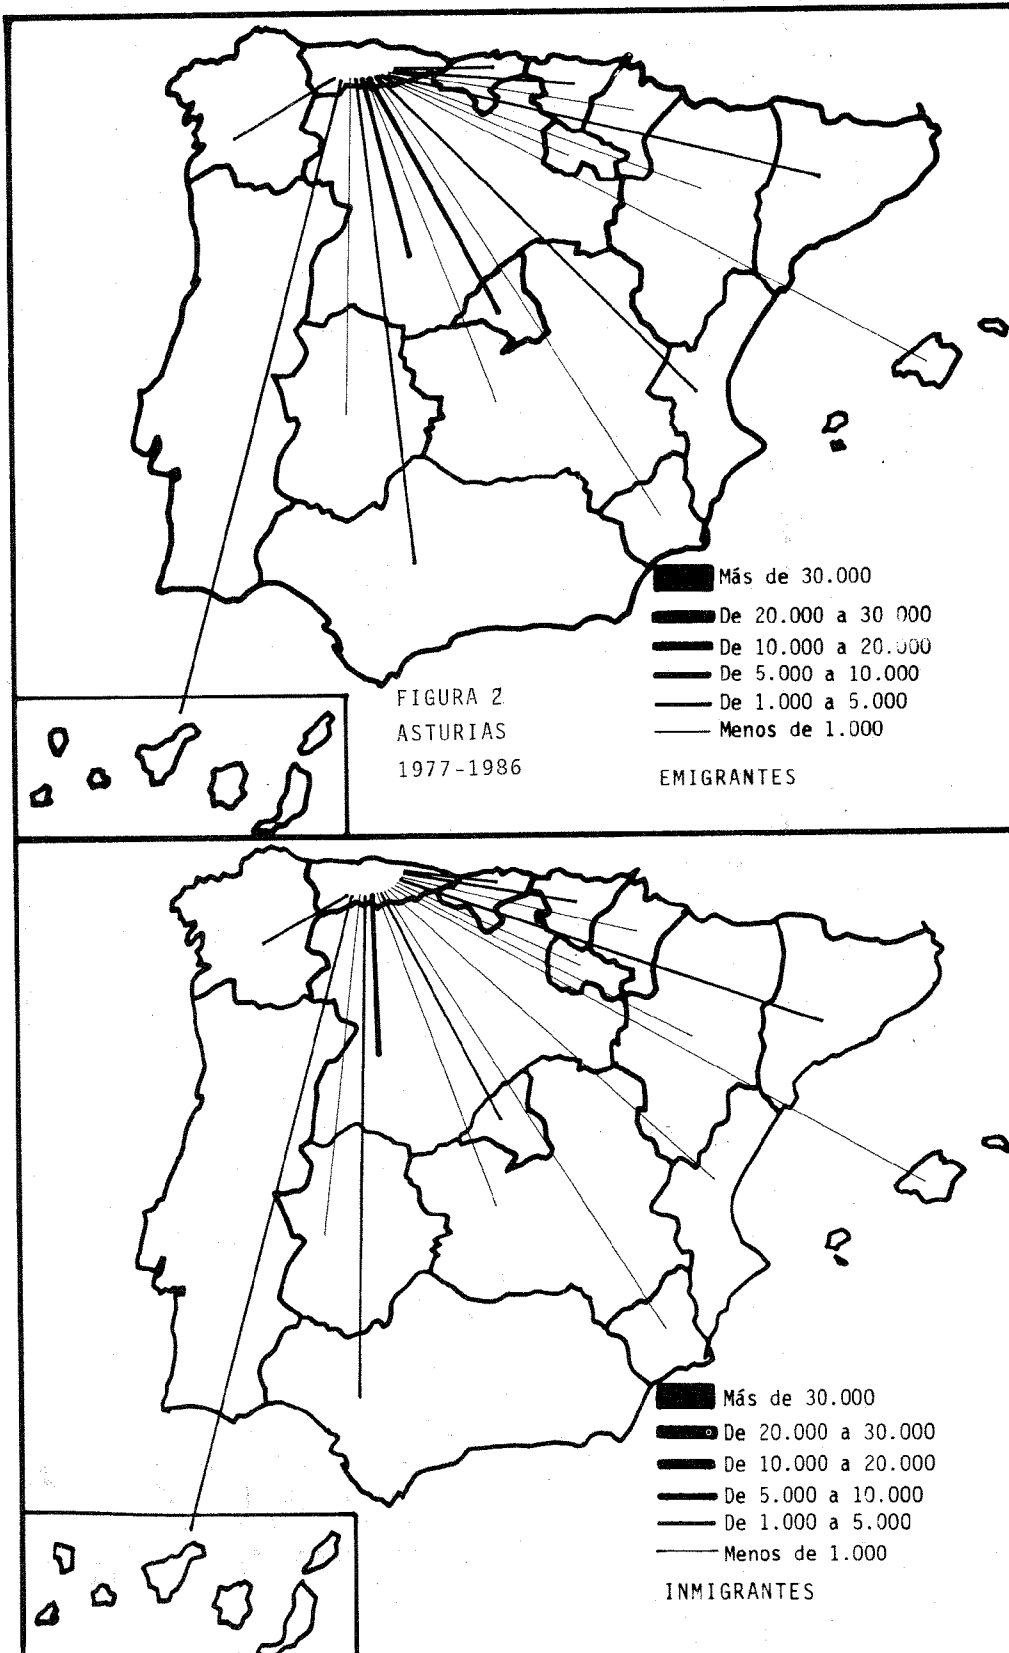 Más de 30.000
De 20.000 a 30 000
De 10.000 a 20.000
De 5.000 a 10.000
De 1.000 a 5.000
Menos de 1.000
FIGURA 2
ASTURIAS
1977-1986
EMIGRANTES
Más de 30.000
De 20.000 a 30.000
De 10.000 a 20.000
De 5.000 a 10.000
De 1.000 a 5.000
Menos de 1.000
INMIGRANTES